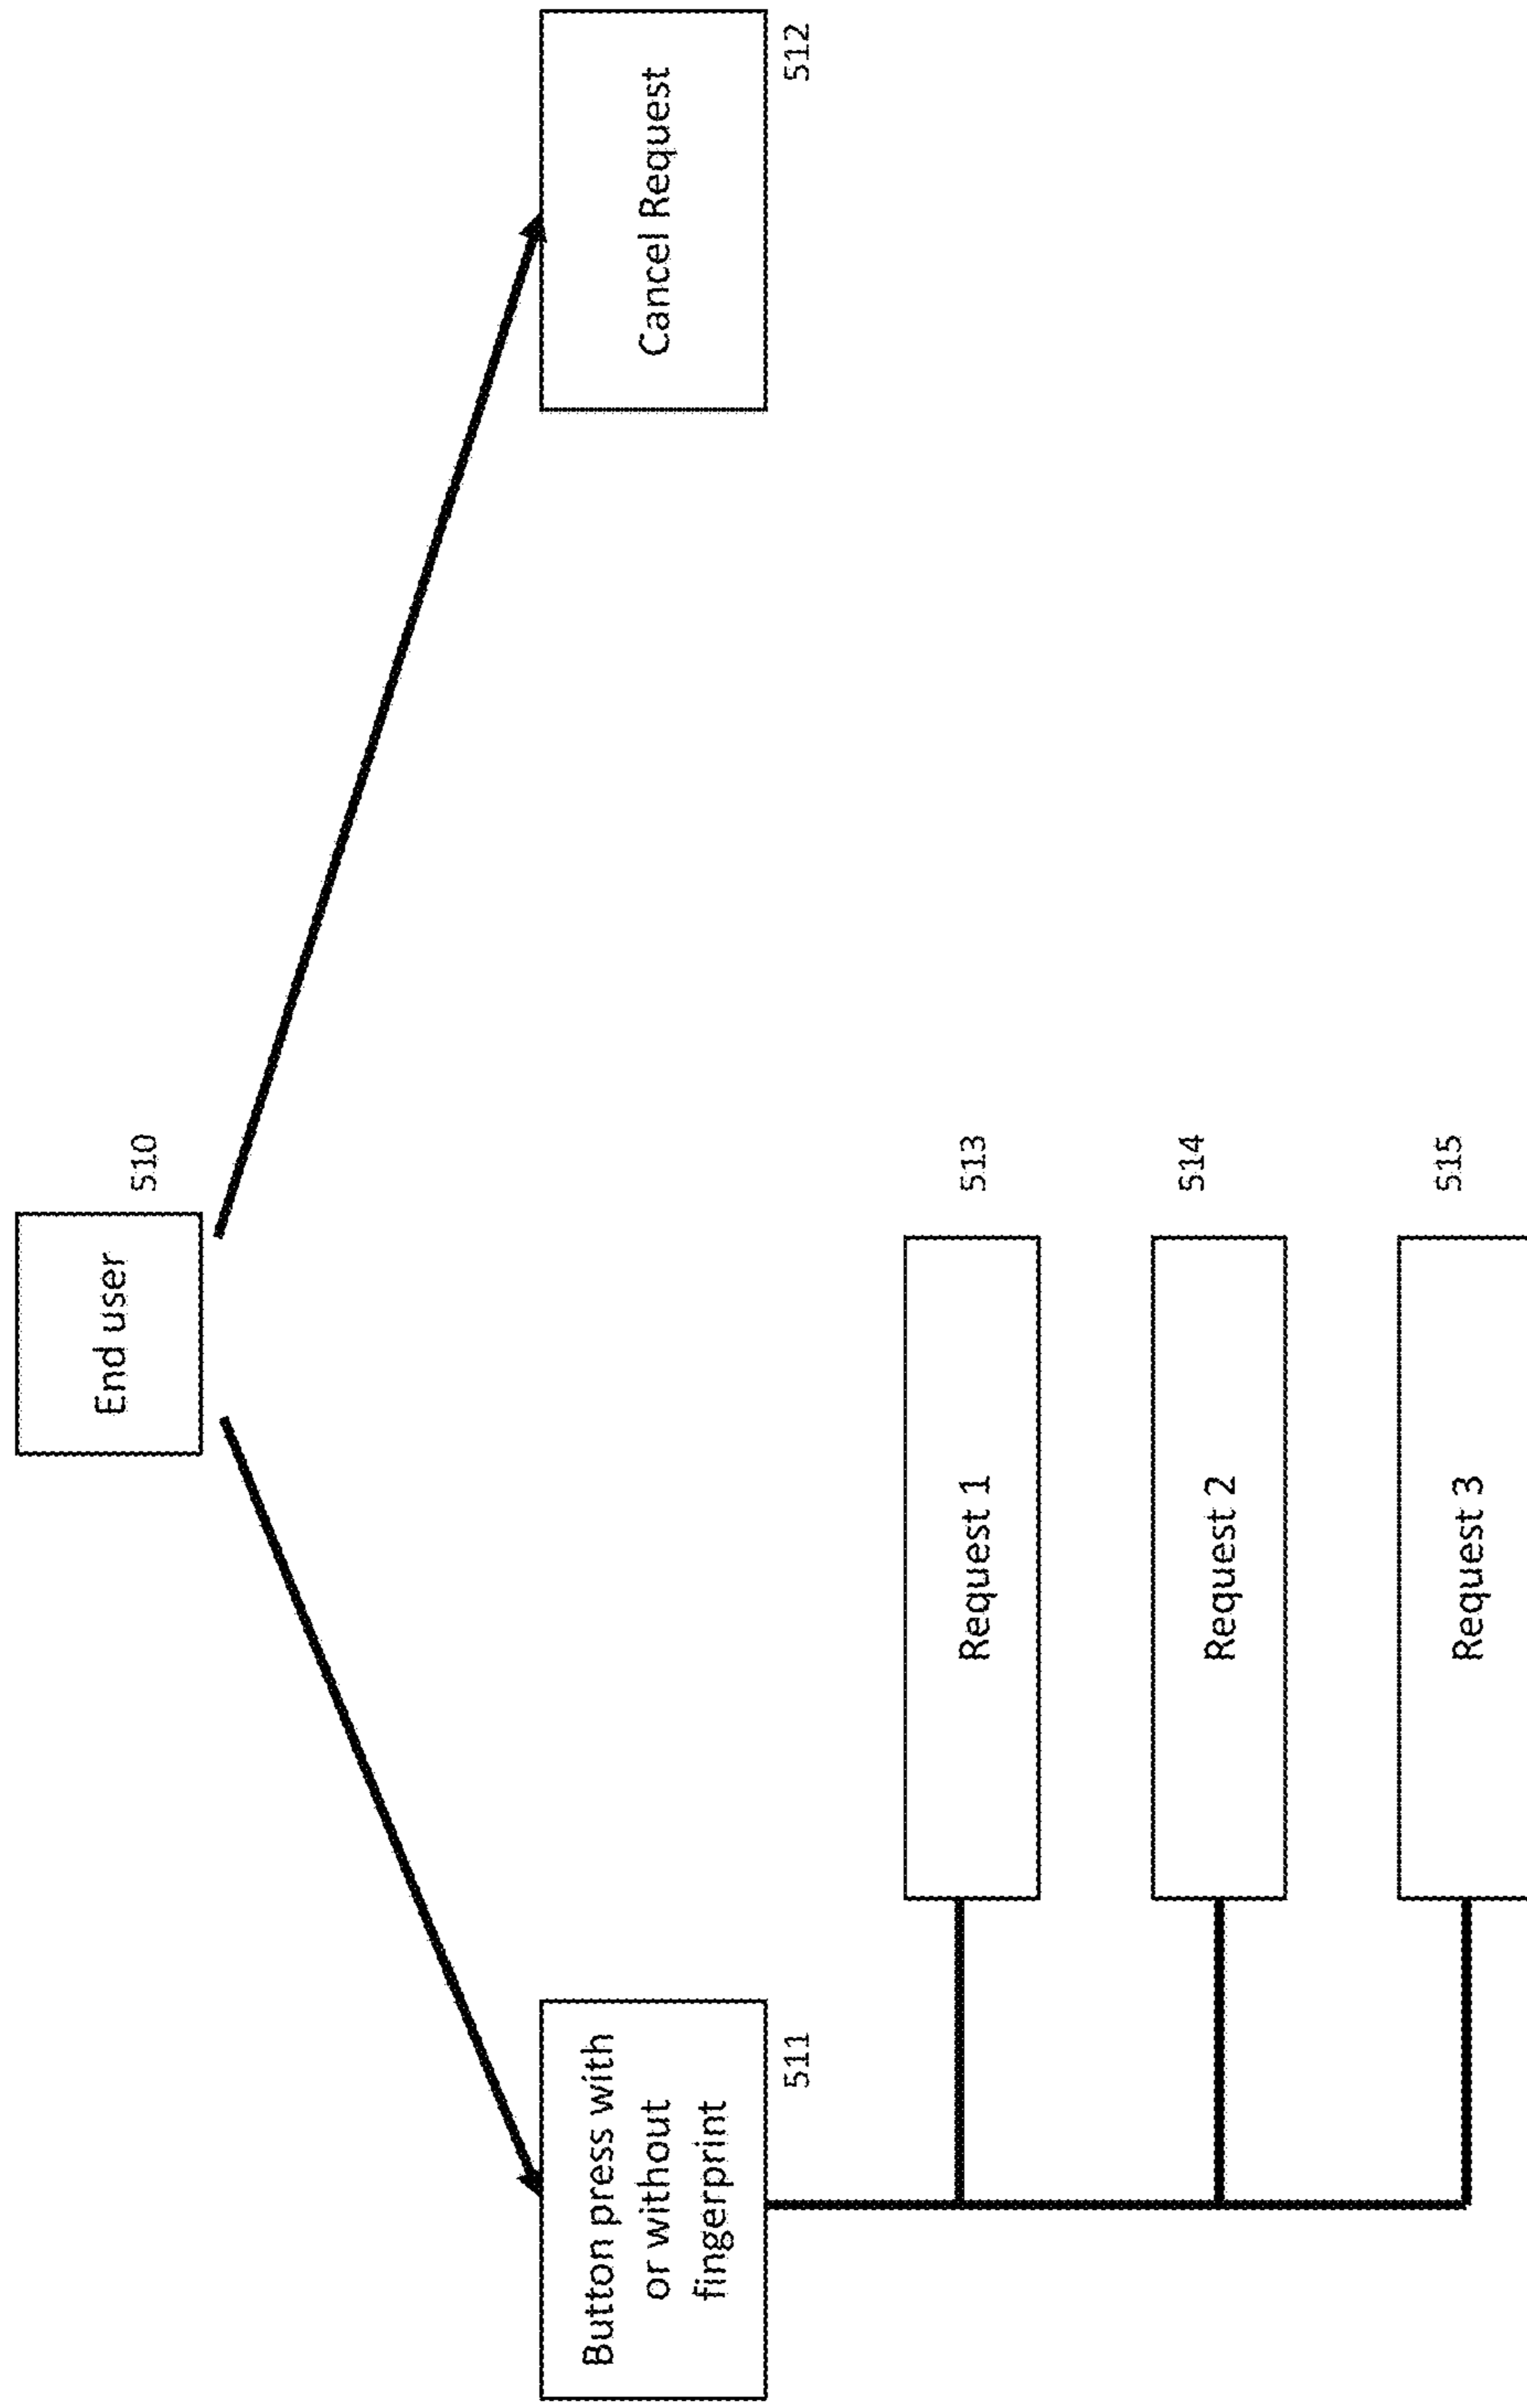 End user
510
Button press with
or without
fingerprint
511
Cancel Request
512
Request 1
513
Request 2
514
Request 3
515